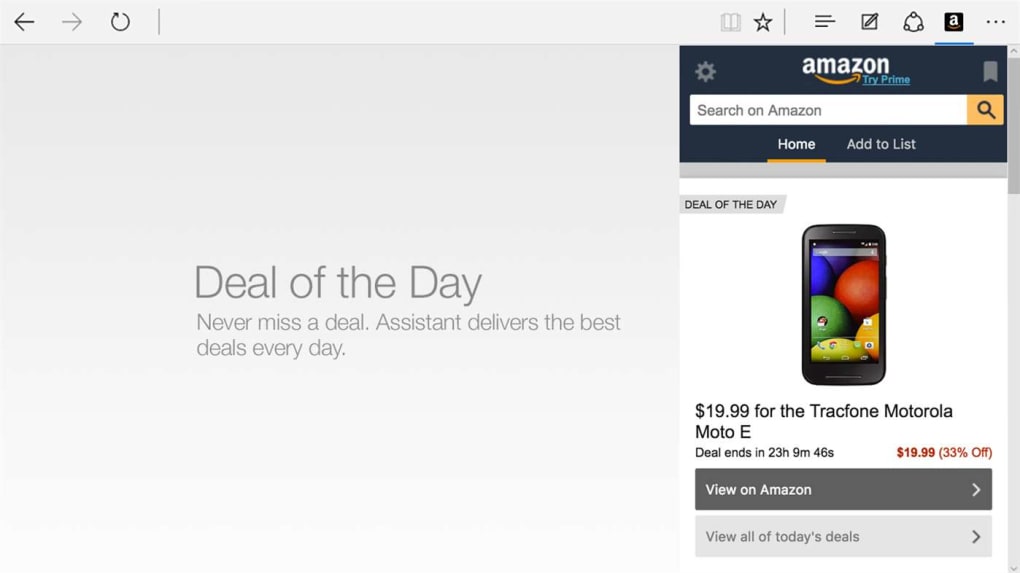 a
amazon
Try Prime
Search on Amazon
Home
Add to List
DEAL OF THE DAY
Deal of the Day
Never miss a deal. Assistant delivers the best
deals every day.
$19.99 for the Tracfone Motorola
Moto E
Deal ends in 23h 9m 46s
$19.99 (33% Off)
View on Amazon
View all of today's deals